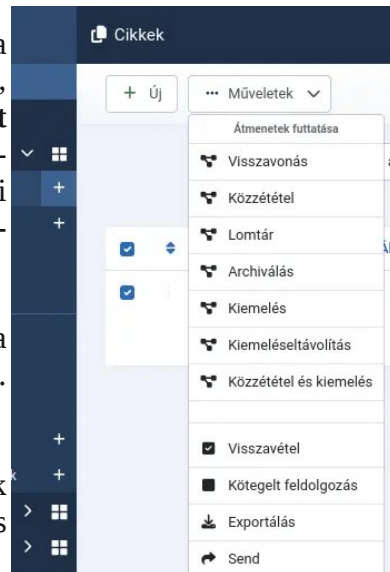 Cikkek
+ Új
Műveletek
Átmenetek futtatása
Visszavonás
Közzététel
Lomtár
Archiválás
Kiemelés
Kiemeléseltávolítás
Közzététel és kiemelés
Visszavétel
Kötegelt feldolgozás
Exportálás
Send